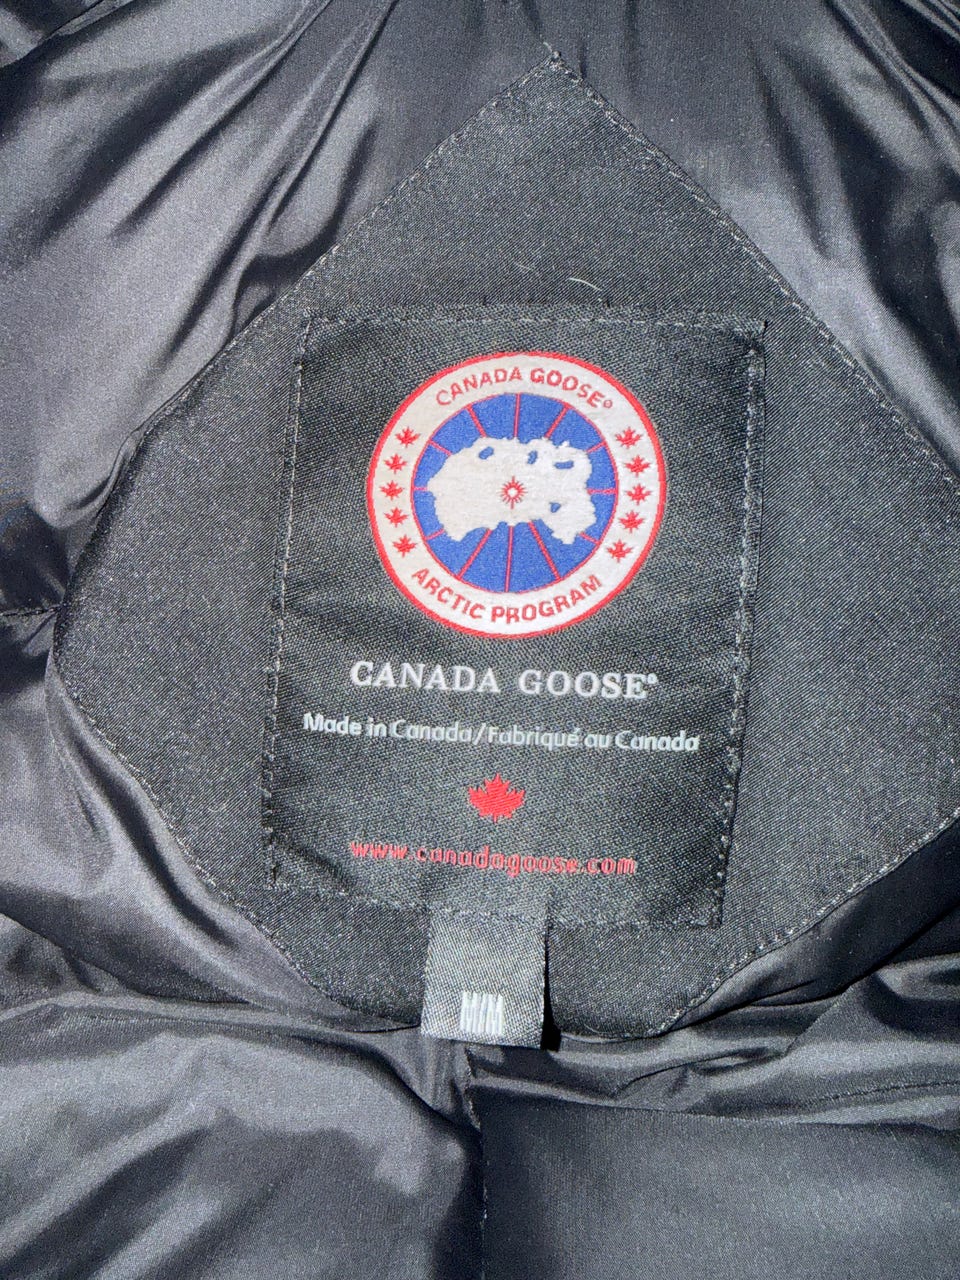 CANADA GOOSE®
ARCTIC PROGRAM
CANADA GOOSE®
Made in Canada/Fabriqué au Canada
www.canadagoose.com
M/M